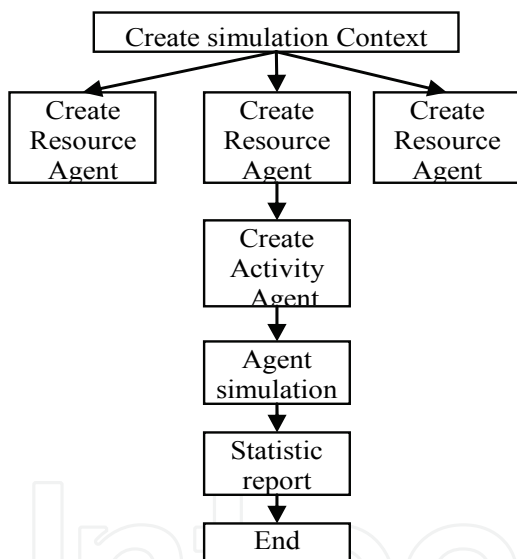 Create simulation Context
Create
Resource
Agent
Create
Resource
Agent
Create
Resource
Agent
Create
Activity
Agent
Agent
simulation
Statistic
report
End